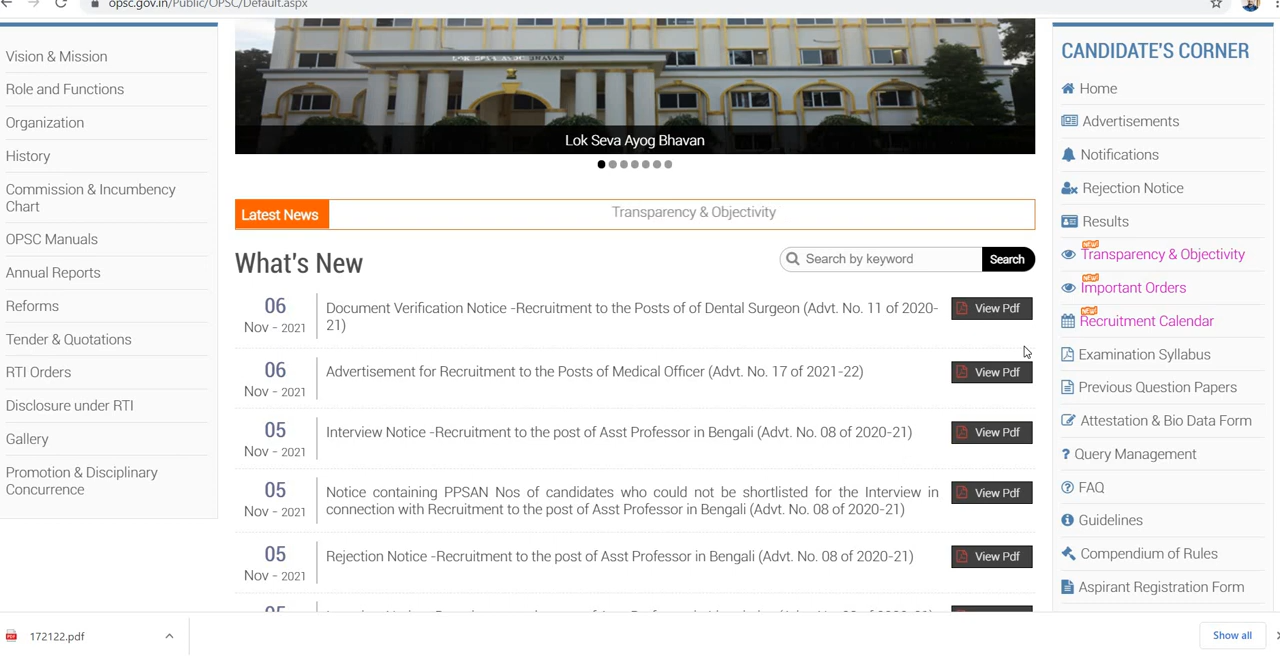 opsc.gov.in/Public/OPSC/Default.aspx
Vision & Mission
Role and Functions
Organization
History
Commission & Incumbency
Chart
OPSC Manuals
Annual Reports
Reforms
Tender & Quotations
RTI Orders
Disclosure under RTI
Gallery
Promotion & Disciplinary
Concurrence
LOK SEVA AYOG BHAVAN
Lok Seva Ayog Bhavan
Latest News
Transparency & Objectivity
What's New
Search by keyword
Search
06
Nov - 2021
Document Verification Notice -Recruitment to the Posts of of Dental Surgeon (Advt. No. 11 of 2020-
21)
View Pdf
06
Nov - 2021
Advertisement for Recruitment to the Posts of Medical Officer (Advt. No. 17 of 2021-22)
View Pdf
05
Nov - 2021
Interview Notice -Recruitment to the post of Asst Professor in Bengali (Advt. No. 08 of 2020-21)
View Pdf
05
Nov - 2021
Notice containing PPSAN Nos of candidates who could not be shortlisted for the Interview in
connection with Recruitment to the post of Asst Professor in Bengali (Advt. No. 08 of 2020-21)
View Pdf
05
Nov - 2021
Rejection Notice -Recruitment to the post of Asst Professor in Bengali (Advt. No. 08 of 2020-21)
View Pdf
CANDIDATE'S CORNER
Home
Advertisements
Notifications
Rejection Notice
Results
NEW
Transparency & Objectivity
NEW
Important Orders
NEW
Recruitment Calendar
Examination Syllabus
Previous Question Papers
Attestation & Bio Data Form
Query Management
FAQ
Guidelines
Compendium of Rules
Aspirant Registration Form
172122.pdf
Show all